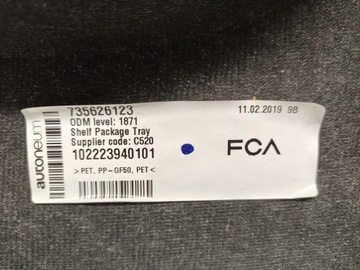 autoneum
735626123
ODM level: 1871
Shelf Package Tray
Supplier code: C520
102223940101
>PET, PP-GF50, PET<
11.02.2019 98
FCA